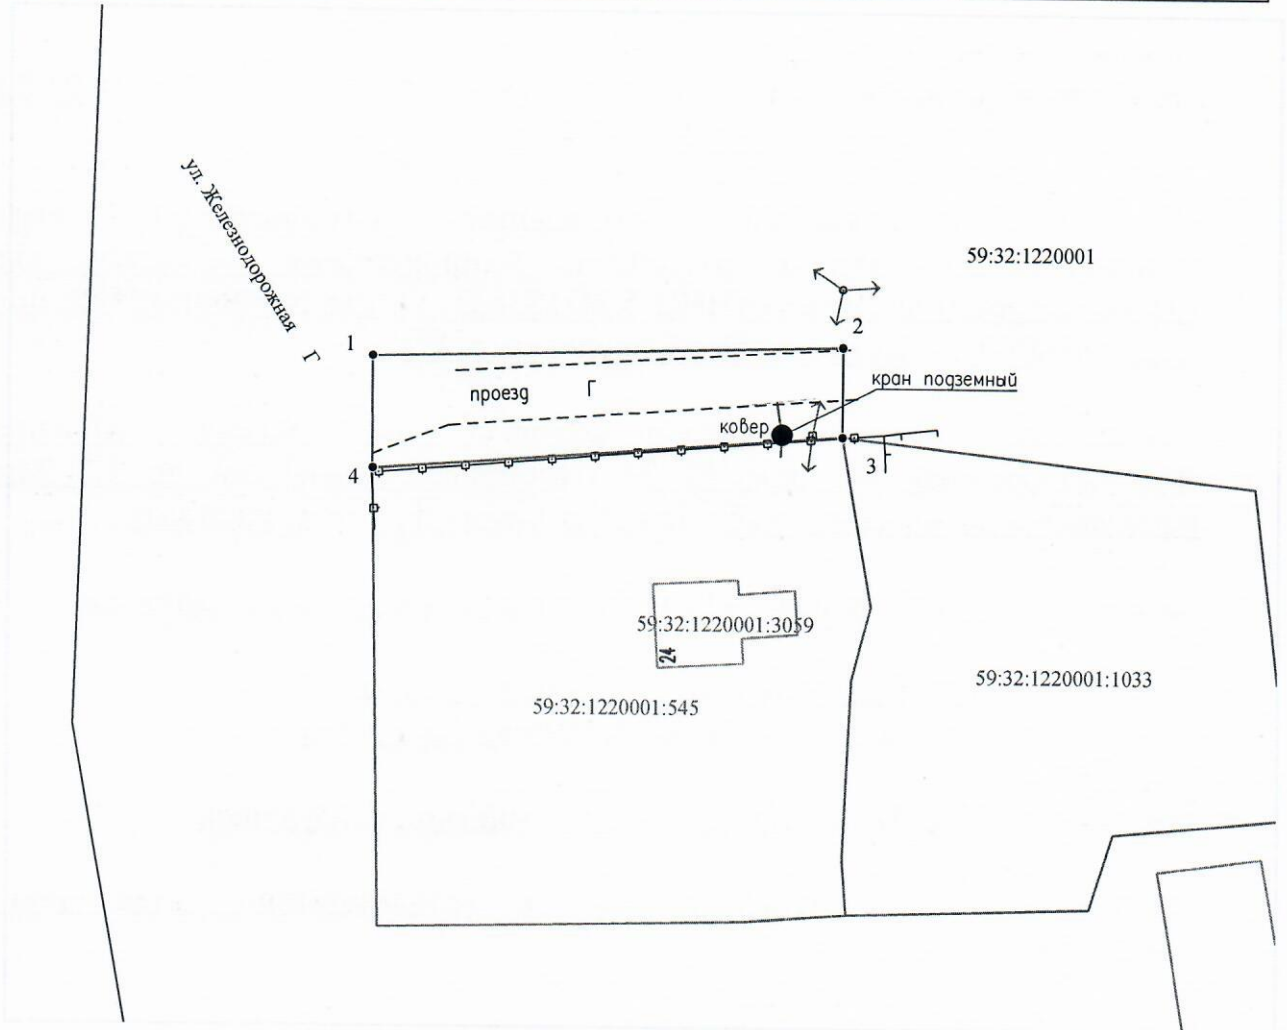 ул. Железнодорожная Г
59:32:1220001
1
2
кран подземный
проезд Г
ковер
4
3
59:32:1220001:3059
24
59:32:1220001:1033
59:32:1220001:545